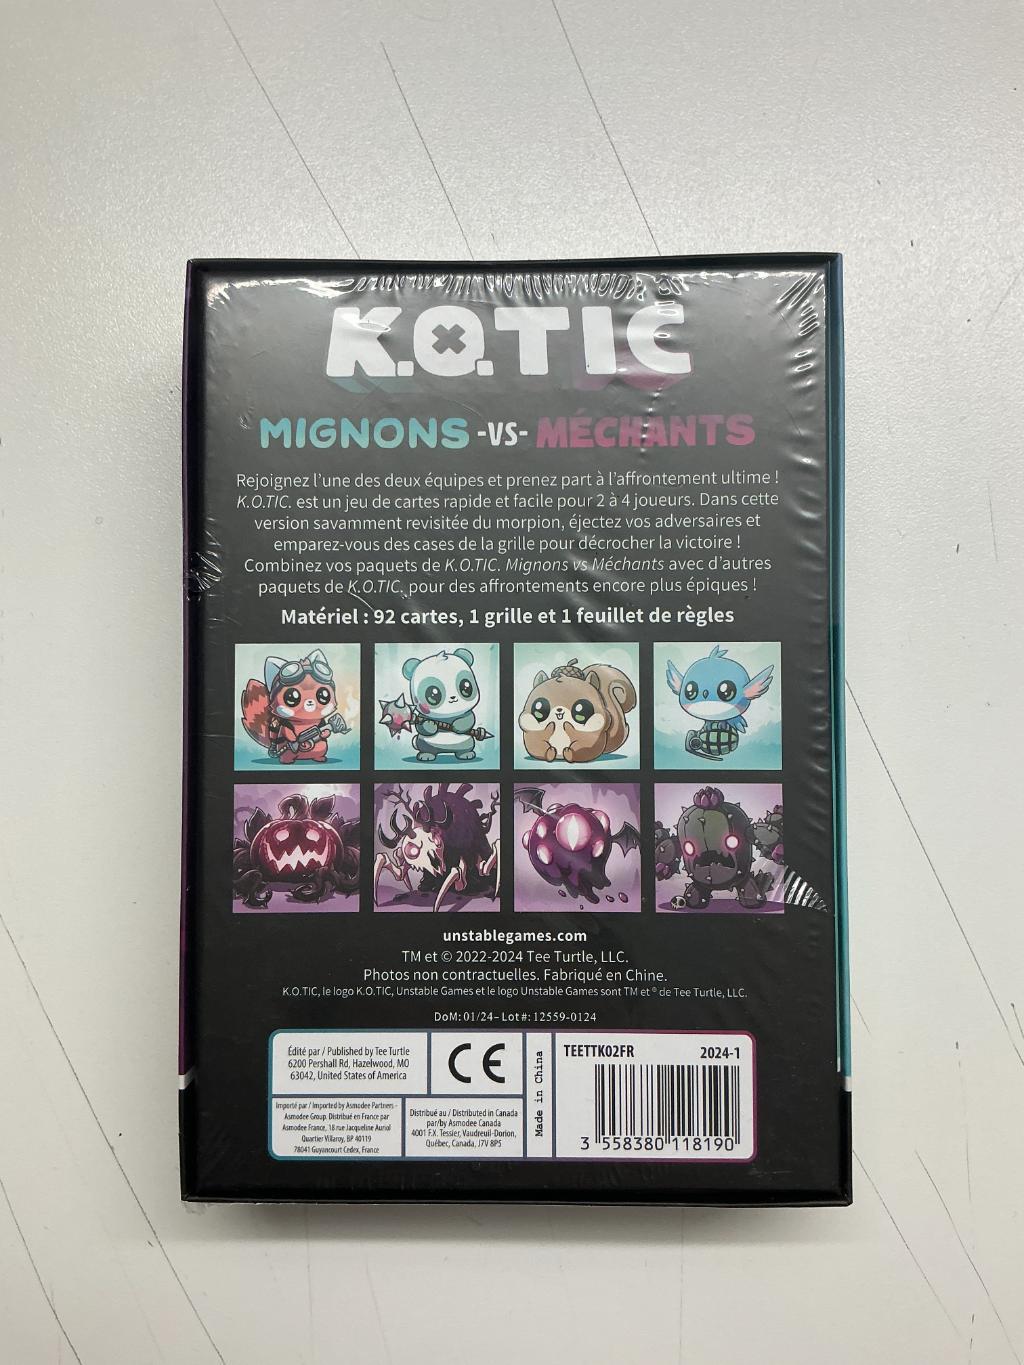 K.O.TIC
MIGNONS -VS- MÉCHANTS
Rejoignez l'une des deux équipes et prenez part à l'affrontement ultime !
K.O.TIC. est un jeu de cartes rapide et facile pour 2 à 4 joueurs. Dans cette
version savamment revisitée du morpion, éjectez vos adversaires et
emparez-vous des cases de la grille pour décrocher la victoire !
Combinez vos paquets de K.O.TIC. Mignons vs Méchants avec d'autres
paquets de K.O.TIC. pour des affrontements encore plus épiques !
Matériel : 92 cartes, 1 grille et 1 feuillet de règles
unstablegames.com
TM et © 2022-2024 Tee Turtle, LLC.
Photos non contractuelles. Fabriqué en Chine.
K.O.TIC, le logo K.O.TIC, Unstable Games et le logo Unstable Games sont TM et ® de Tee Turtle, LLC.
DoM: 01/24– Lot#: 12559-0124
Édité par / Published by Tee Turtle
6200 Pershall Rd, Hazelwood, MO
63042, United States of America
CE
Importé par / Imported by Asmodee Partners -
Asmodee Group. Distribué en France par
Asmodee France, 18 rue Jacqueline Auriol
Quartier Villaroy, BP 40119
78041 Guyancourt Cedex, France
Distribué au / Distributed in Canada
par/by Asmodee Canada
4001 F.X. Tessier, Vaudreuil-Dorion,
Québec, Canada, J7V 8P5
Made in China
TEETTK02FR 2024-1
3 558380 118190